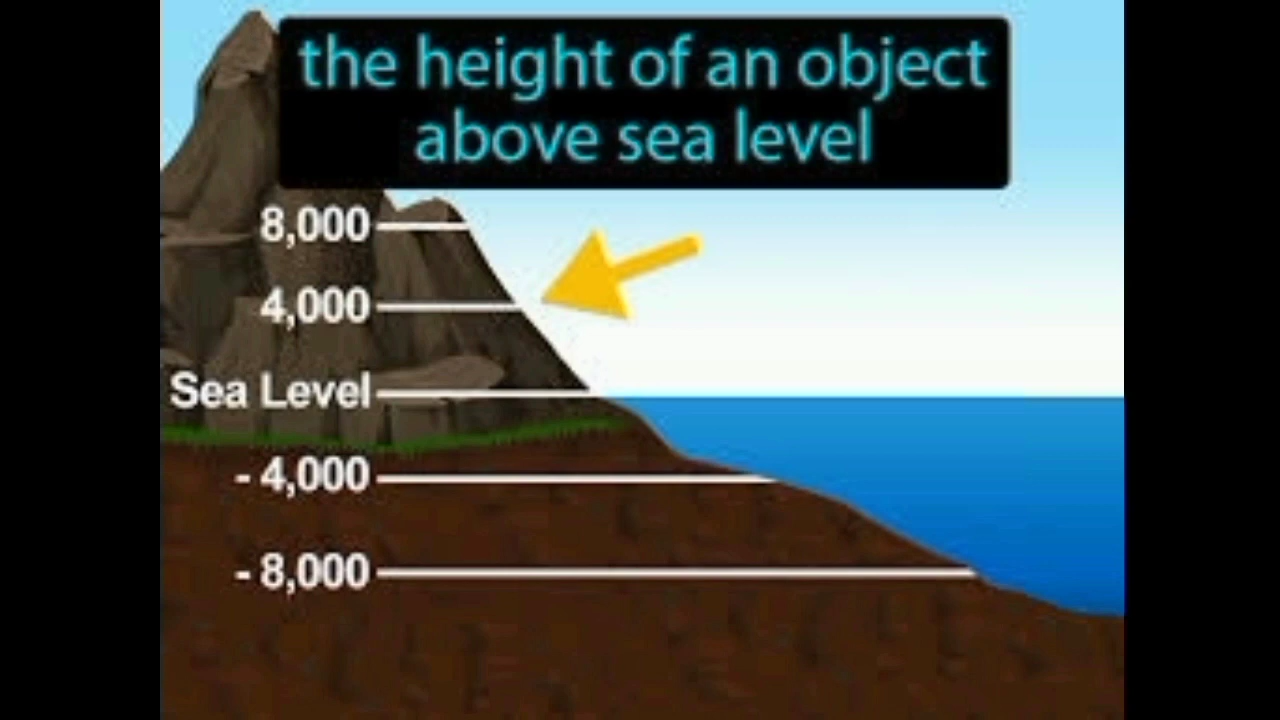 the height of an object
above sea level
8,000
4,000
Sea Level
- 4,000
- 8,000